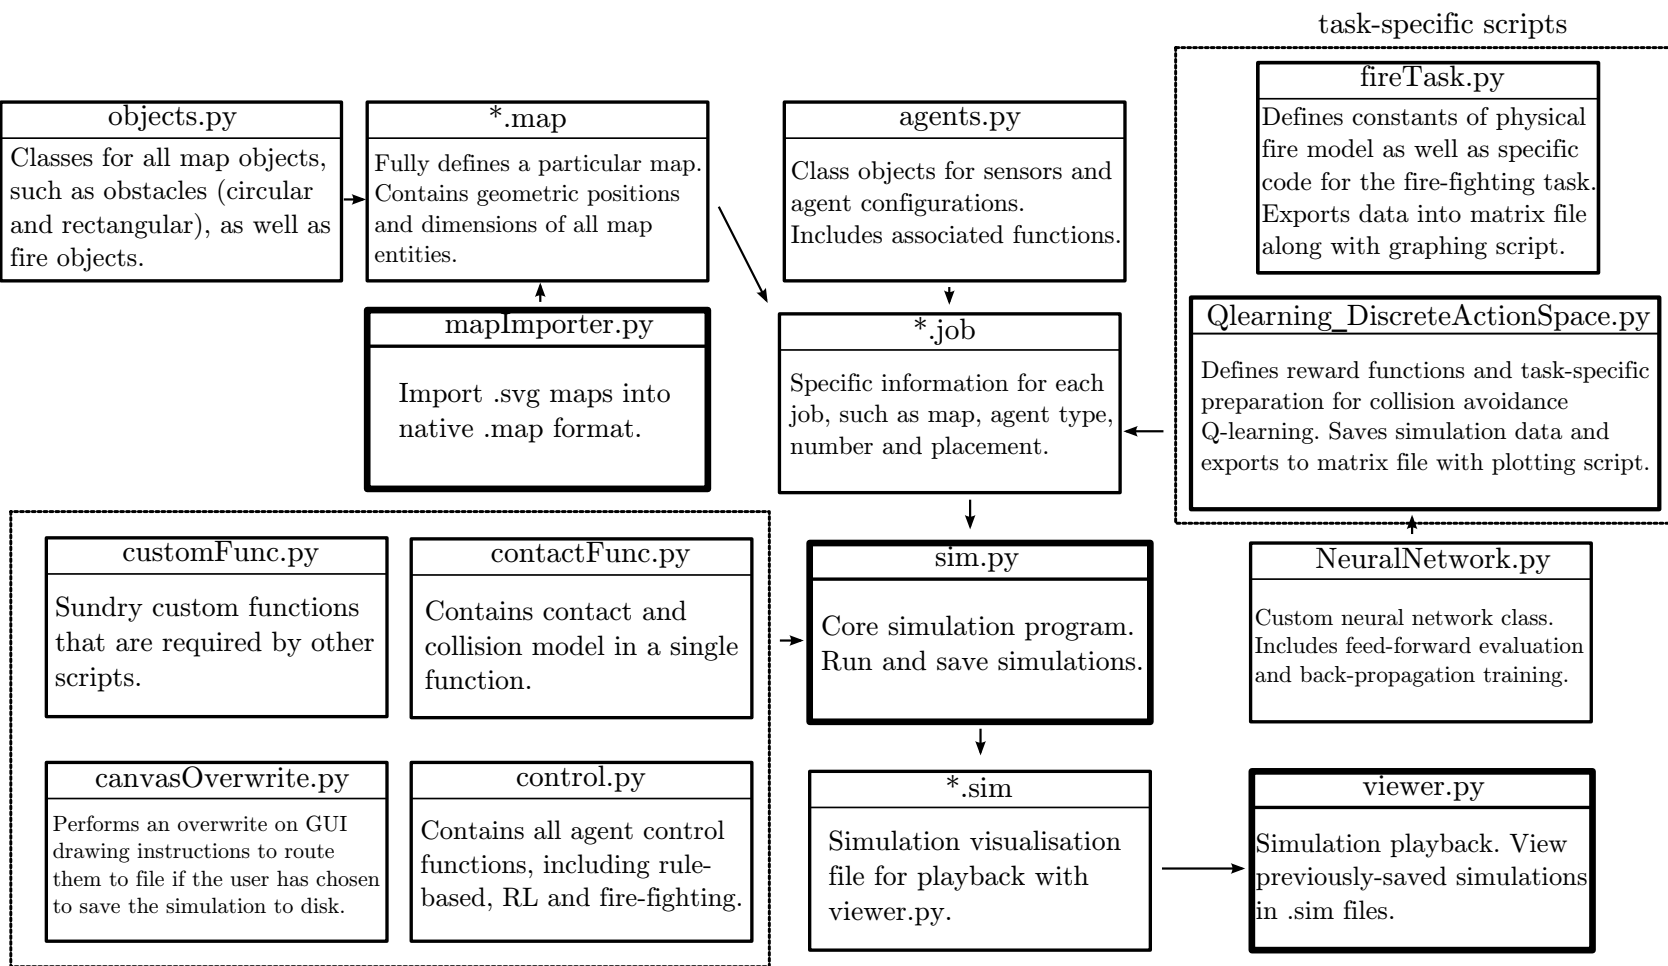 task-specific scripts
objects.py
Classes for all map objects,
such as obstacles (circular
and rectangular), as well as
fire objects.
*.map
Fully defines a particular map.
Contains geometric positions
and dimensions of all map
entities.
agents.py
Class objects for sensors and
agent configurations.
Includes associated functions.
fireTask.py
Defines constants of physical
fire model as well as specific
code for the fire-fighting task.
Exports data into matrix file
along with graphing script.
mapImporter.py
Import .svg maps into
native .map format.
*.job
Specific information for each
job, such as map, agent type,
number and placement.
Qlearning_DiscreteActionSpace.py
Defines reward functions and task-specific
preparation for collision avoidance
Q-learning. Saves simulation data and
exports to matrix file with plotting script.
customFunc.py
Sundry custom functions
that are required by other
scripts.
contactFunc.py
Contains contact and
collision model in a single
function.
sim.py
Core simulation program.
Run and save simulations.
NeuralNetwork.py
Custom neural network class.
Includes feed-forward evaluation
and back-propagation training.
canvasOverwrite.py
Performs an overwrite on GUI
drawing instructions to route
them to file if the user has chosen
to save the simulation to disk.
control.py
Contains all agent control
functions, including rule-
based, RL and fire-fighting.
*.sim
Simulation visualisation
file for playback with
viewer.py.
viewer.py
Simulation playback. View
previously-saved simulations
in .sim files.